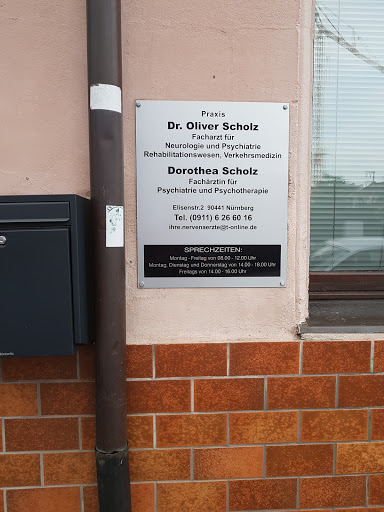 Praxis
Dr. Oliver Scholz
Facharzt für
Neurologie und Psychiatrie
Rehabilitationswesen, Verkehrsmedizin
Dorothea Scholz
Fachärztin für
Psychiatrie und Psychotherapie
Elisenstr.2 90441 Nürnberg
Tel. (0911) 6 26 60 16
ihre.nervenaerzte@t-online.de
SPRECHZEITEN:
Montag - Freitag von 08.00 - 12.00 Uhr
Montag, Dienstag und Donnerstag von 14.00 - 18.00 Uhr
Freitags von 14.00 - 16.00 Uhr